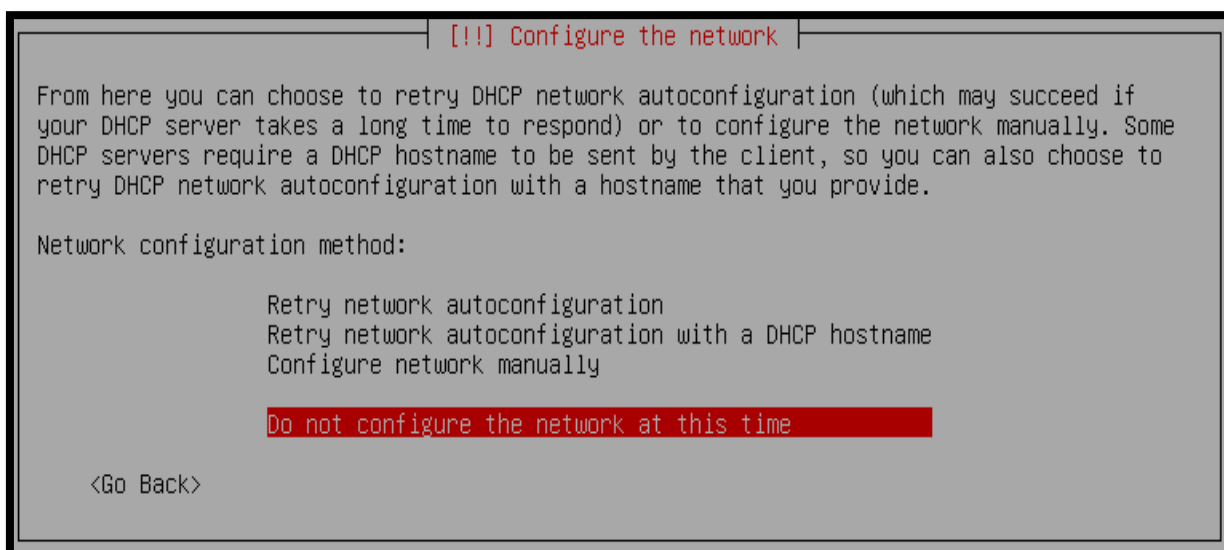 [!!] Configure the network
From here you can choose to retry DHCP network autoconfiguration (which may succeed if
your DHCP server takes a long time to respond) or to configure the network manually. Some
DHCP servers require a DHCP hostname to be sent by the client, so you can also choose to
retry DHCP network autoconfiguration with a hostname that you provide.
Network configuration method:
Retry network autoconfiguration
Retry network autoconfiguration with a DHCP hostname
Configure network manually
Do not configure the network at this time
<Go Back>